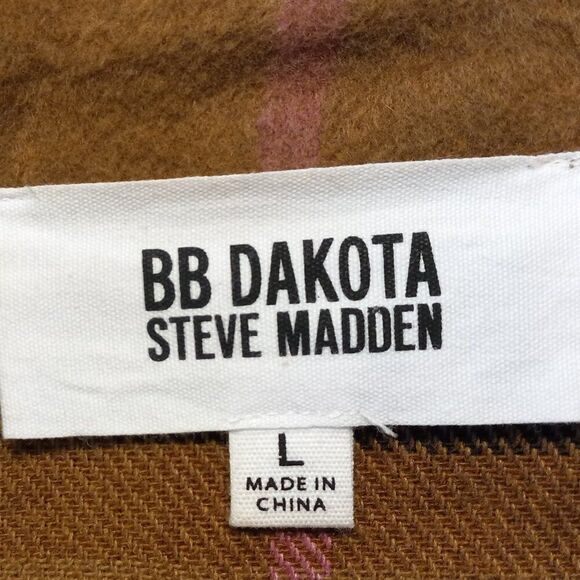 BB DAKOTA
STEVE MADDEN
L
MADE IN
CHINA